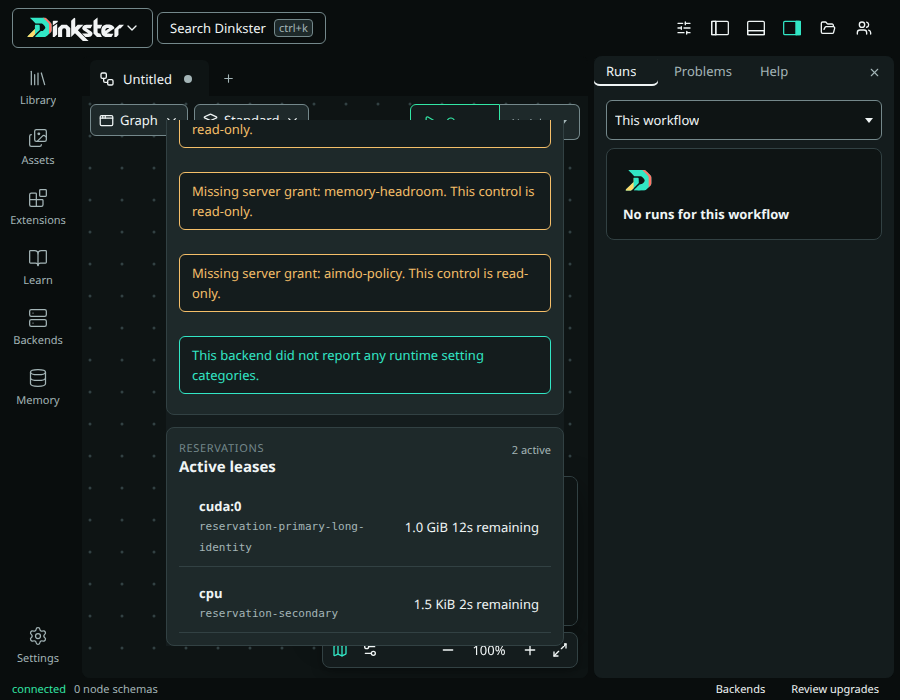 Dinkster
Search Dinkster ctrl+k
Library
Assets
Extensions
Learn
Backends
Memory
Settings
Untitled
Graph
Standard
read-only.
Missing server grant: memory-headroom. This control is
read-only.
Missing server grant: aimdo-policy. This control is read-
only.
This backend did not report any runtime setting
categories.
RESERVATIONS
Active leases
2 active
cuda:0
reservation-primary-long-
identity
1.0 GiB 12s remaining
cpu
reservation-secondary
1.5 KiB 2s remaining
100%
Runs Problems Help
This workflow
No runs for this workflow
connected 0 node schemas
Backends Review upgrades